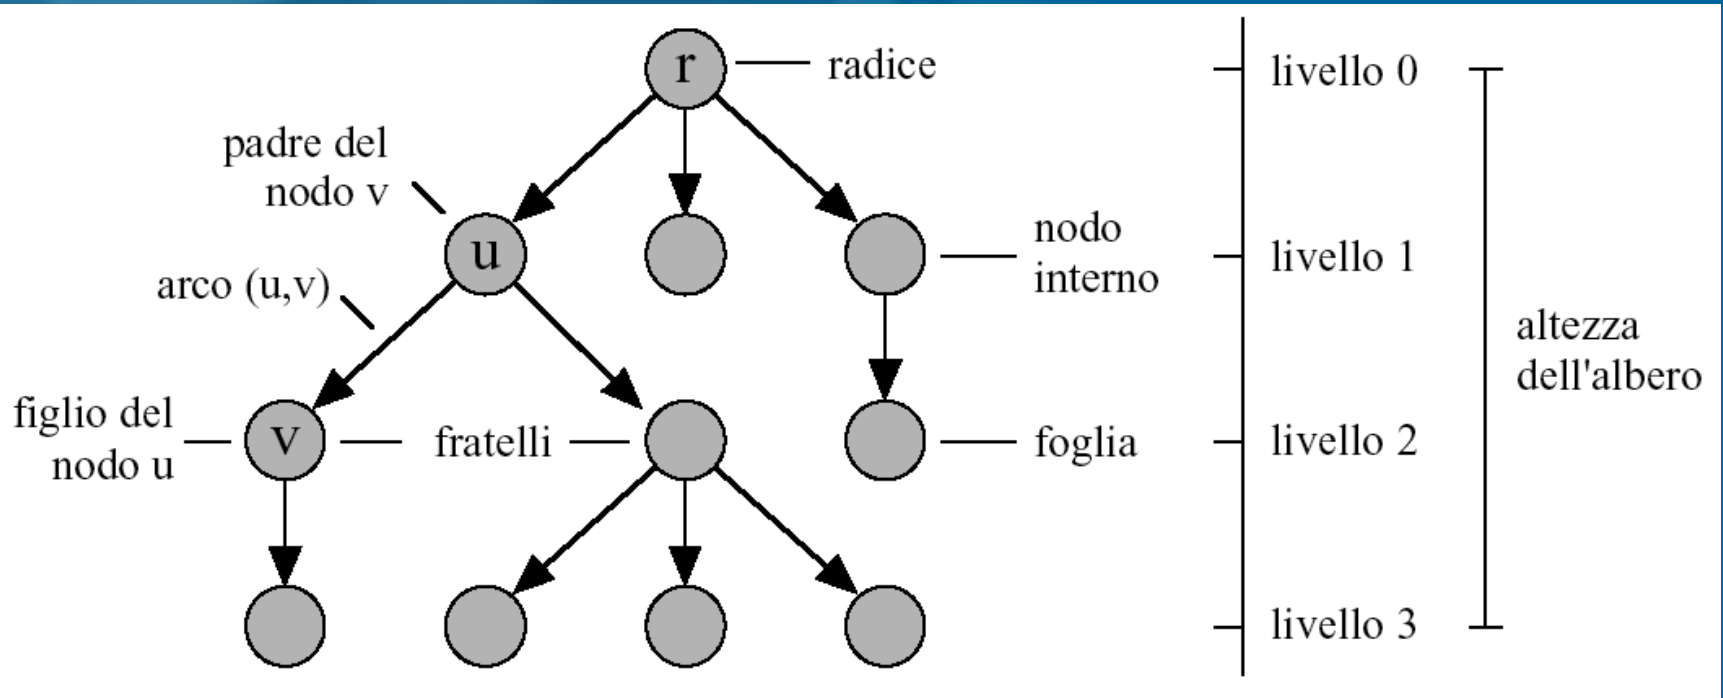 r
radice
livello 0
padre del
nodo v
u
nodo
interno
livello 1
arco (u,v)
altezza
dell'albero
figlio del
nodo u
v
fratelli
foglia
livello 2
livello 3